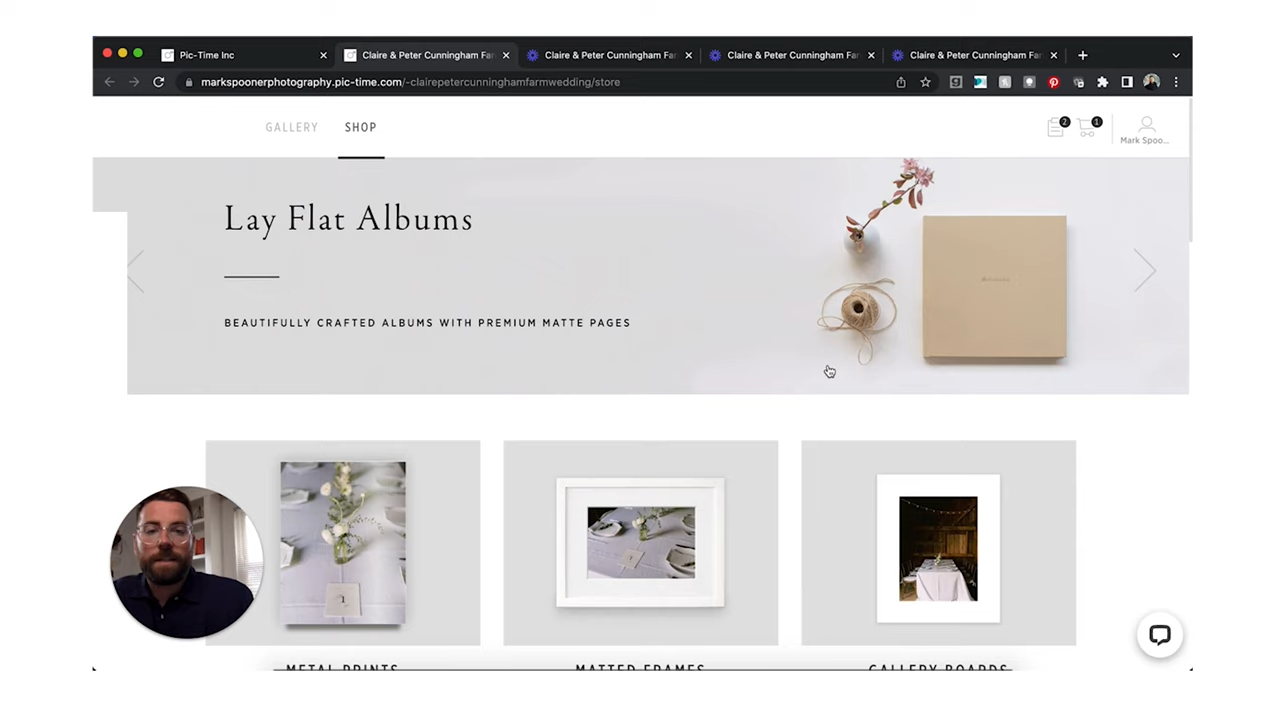 Pic-Time Inc
Claire & Peter Cunningham Far
Claire & Peter Cunningham Far
Claire & Peter Cunningham Far
Claire & Peter Cunningham Far
markspoonerphotography.pic-time.com/-clairepetercunninghamfarmwedding/store
GALLERY SHOP
2
1
Mark Spoo...
Lay Flat Albums
BEAUTIFULLY CRAFTED ALBUMS WITH PREMIUM MATTE PAGES
1
METAL PRINTS
MATTED FRAMES
GALLERY BOARDS